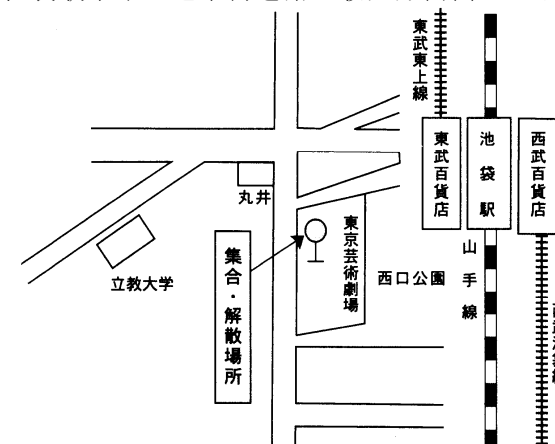 東武東上線
東武百貨店
池袋駅
西武百貨店
丸井
東京芸術劇場
立教大学
集合・解散場所
西口公園
山手線